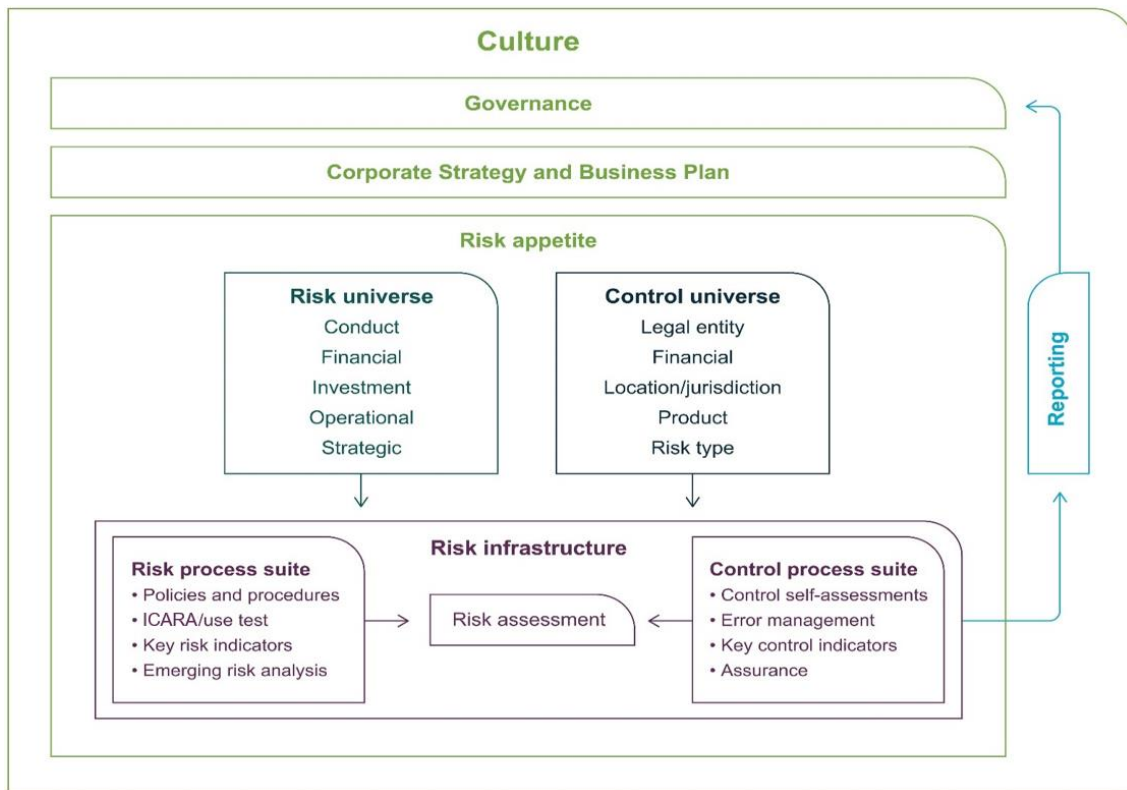 Culture
Governance
Corporate Strategy and Business Plan
Risk appetite
Risk universe
Conduct
Financial
Investment
Operational
Strategic
Control universe
Legal entity
Financial
Location/jurisdiction
Product
Risk type
Reporting
Risk infrastructure
Risk process suite
• Policies and procedures
• ICARA/use test
• Key risk indicators
• Emerging risk analysis
Risk assessment
Control process suite
• Control self-assessments
• Error management
• Key control indicators
• Assurance